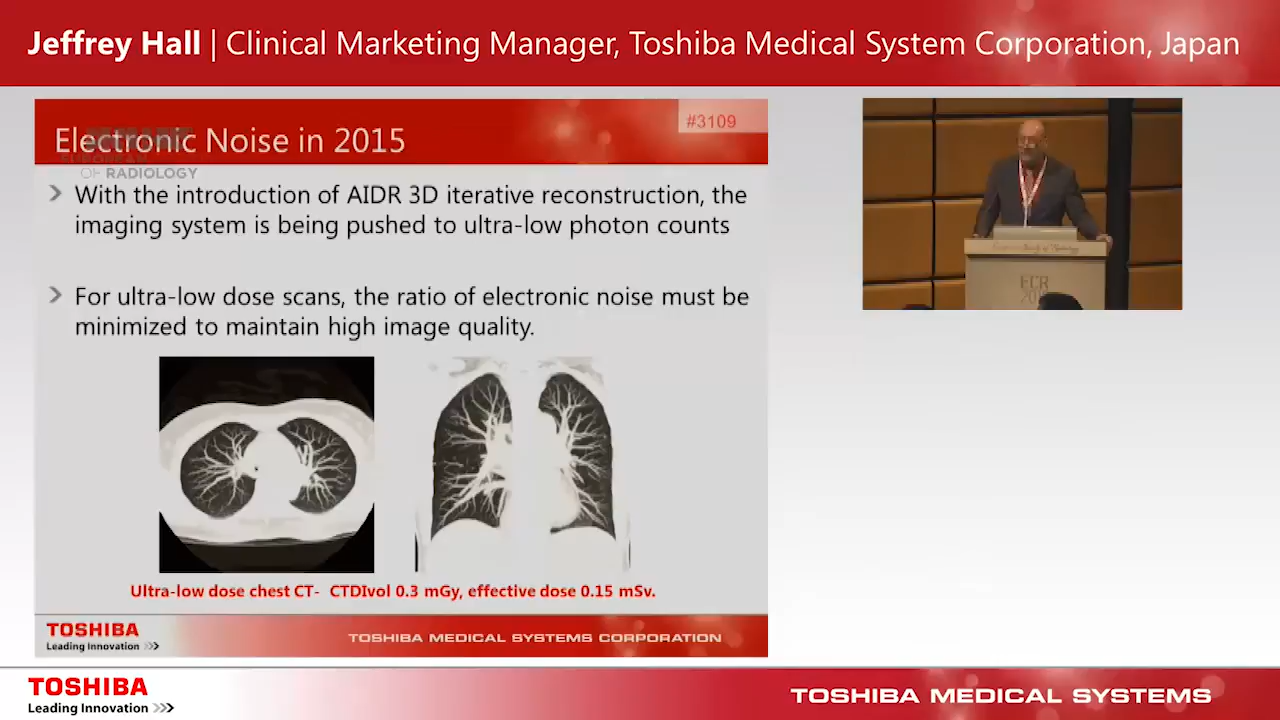 Jeffrey Hall | Clinical Marketing Manager, Toshiba Medical System Corporation, Japan
#3109
Electronic Noise in 2015
EUROPEAN
OF RADIOLOGY
With the introduction of AIDR 3D iterative reconstruction, the
imaging system is being pushed to ultra-low photon counts
For ultra-low dose scans, the ratio of electronic noise must be
minimized to maintain high image quality.
Ultra-low dose chest CT- CTDIvol 0.3 mGy, effective dose 0.15 mSv.
TOSHIBA
Leading Innovation
TOSHIBA MEDICAL SYSTEMS CORPORATION
ECR
TOSHIBA
Leading Innovation
TOSHIBA MEDICAL SYSTEMS